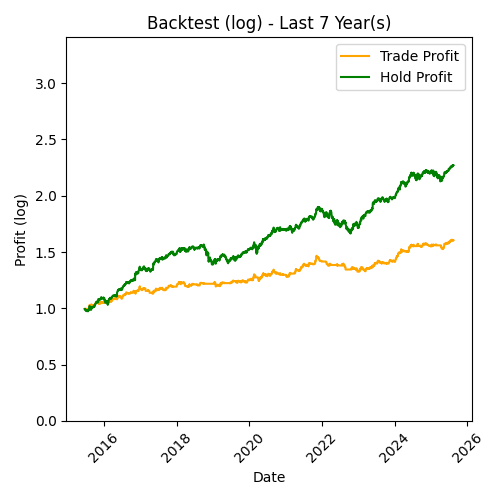 Backtest (log) - Last 7 Year(s)
Trade Profit
Hold Profit
Profit (log)
3.0
2.5
2.0
1.5
1.0
0.5
0.0
2016
2018
2020
2022
2024
2026
Date